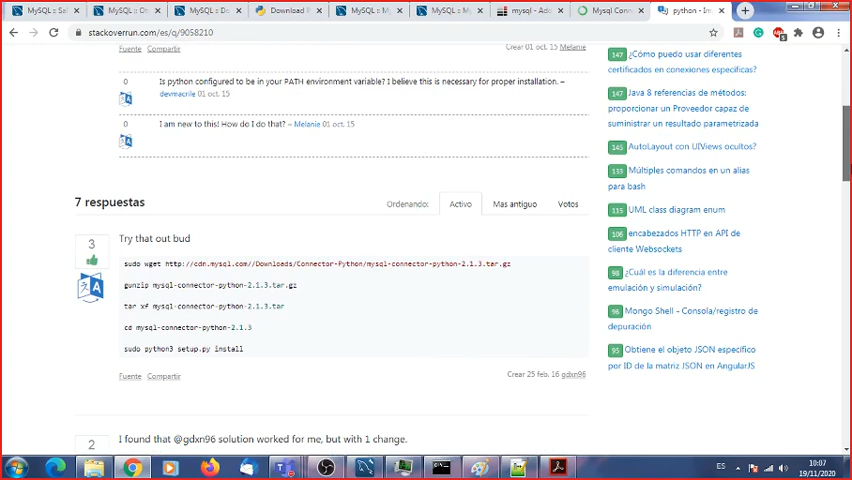 MySQL :: Sa
MySQL :: Ob
MySQL :: Do
Download P
MySQL :: M
MySQL :: M
mysql - Ado
Mysql Conn
python - Ins
stackoverrun.com/es/q/9058210
Fuente Compartir
Crear 01 oct. 15 Melanie
0
Is python configured to be in your PATH environment variable? I believe this is necessary for proper installation. –
devmacrile 01 oct. 15
0
I am new to this! How do I do that? – Melanie 01 oct. 15
7 respuestas
Ordenando:
Activo
Mas antiguo
Votos
3
Try that out bud
sudo wget http://cdn.mysql.com//Downloads/Connector-Python/mysql-connector-python-2.1.3.tar.gz
gunzip mysql-connector-python-2.1.3.tar.gz
tar xf mysql-connector-python-2.1.3.tar
cd mysql-connector-python-2.1.3
sudo python3 setup.py install
Fuente Compartir
Crear 25 feb. 16 gdxn96
2
I found that @gdxn96 solution worked for me, but with 1 change.
147 ¿Cómo puedo usar diferentes
certificados en conexiones específicas?
147 Java 8 referencias de métodos:
proporcionar un Proveedor capaz de
suministrar un resultado parametrizada
145 AutoLayout con UIViews ocultos?
133 Múltiples comandos en un alias
para bash
115 UML class diagram enum
106 encabezados HTTP en API de
cliente Websockets
98 ¿Cuál es la diferencia entre
emulación y simulación?
96 Mongo Shell - Consola/registro de
depuración
95 Obtiene el objeto JSON específico
por ID de la matriz JSON en AngularJS
ES
10:07
19/11/2020